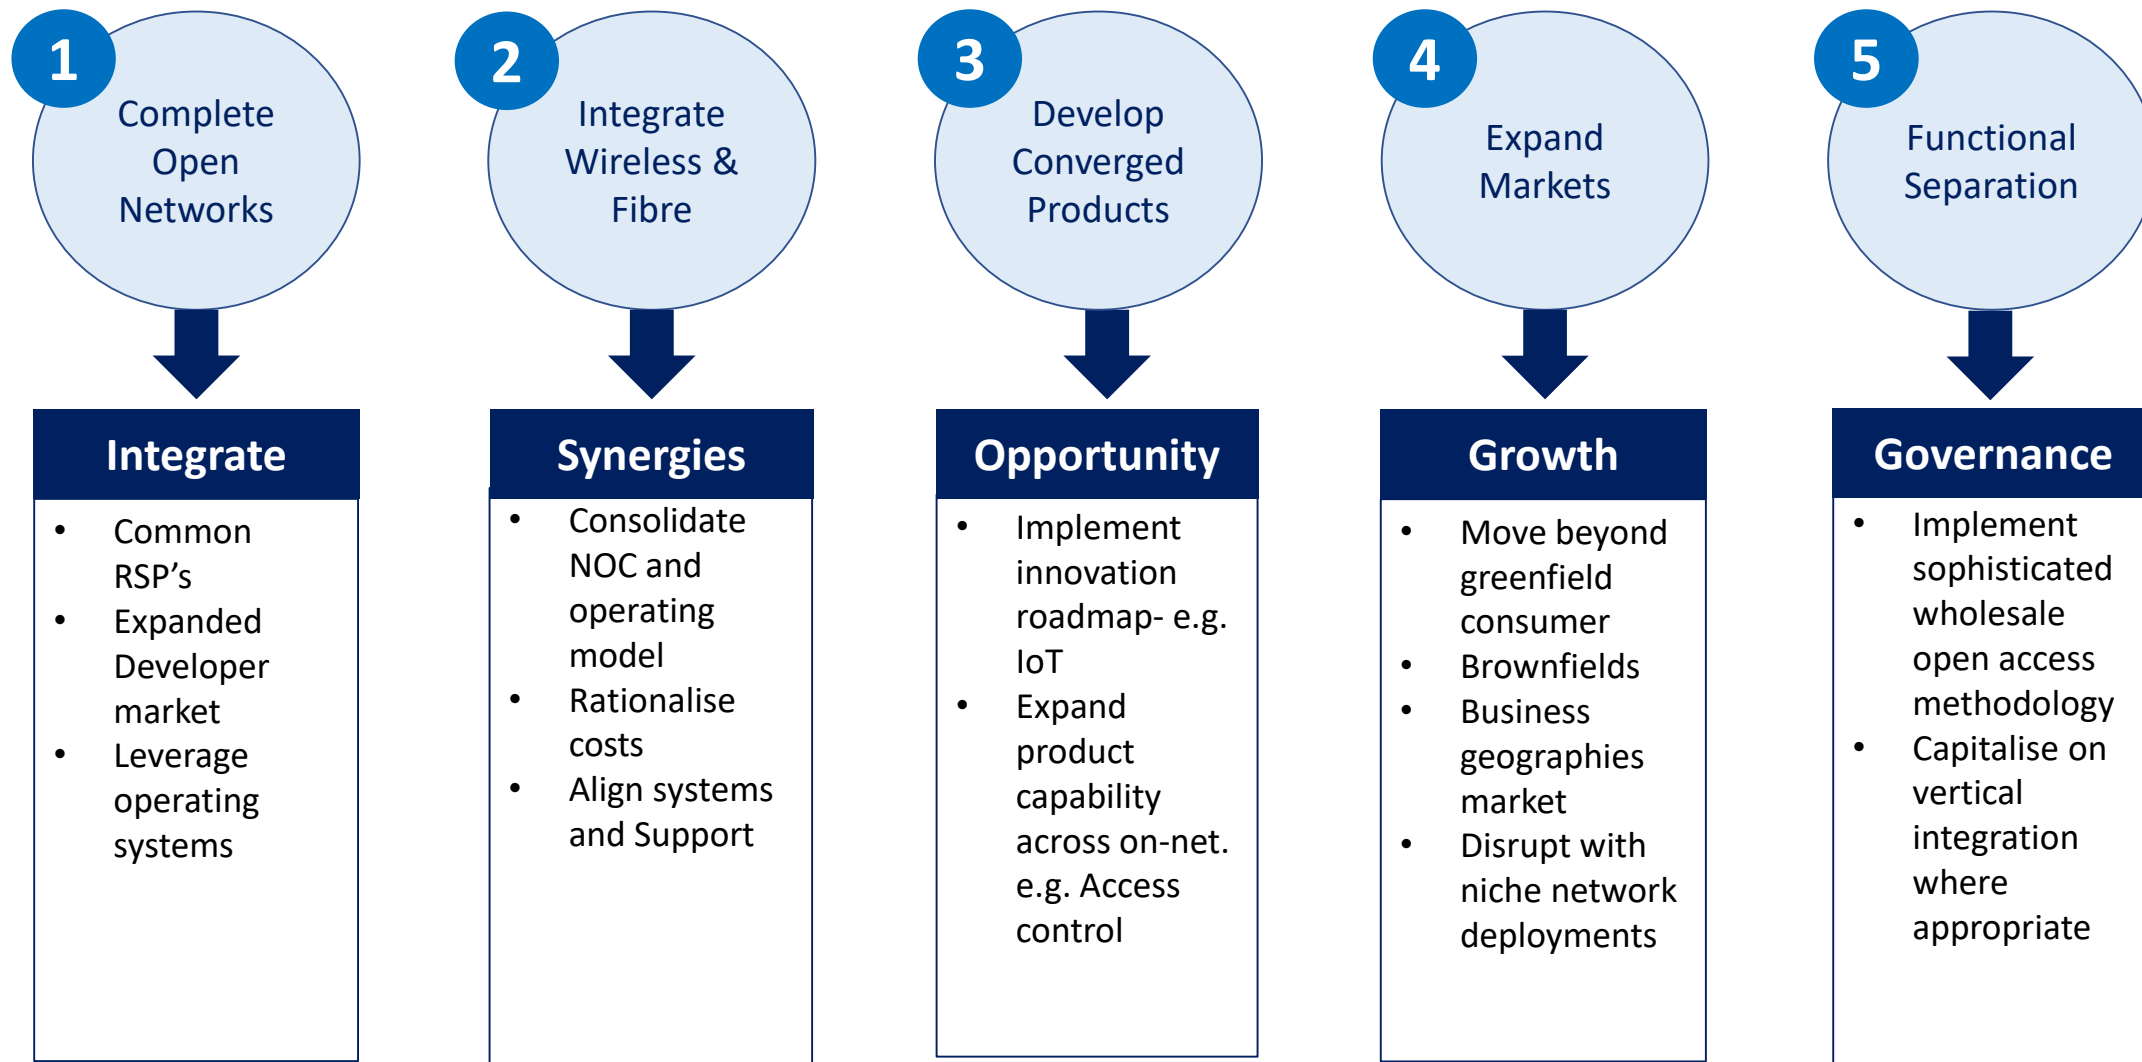 1
Complete
Open
Networks
2
Integrate
Wireless &
Fibre
3
Develop
Converged
Products
4
Expand
Markets
5
Functional
Separation
Integrate
• Common
RSP’s
• Expanded
Developer
market
• Leverage
operating
systems
Synergies
• Consolidate
NOC and
operating
model
• Rationalise
costs
• Align systems
and Support
Opportunity
• Implement
innovation
roadmap- e.g.
IoT
• Expand
product
capability
across on-net.
e.g. Access
control
Growth
• Move beyond
greenfield
consumer
• Brownfields
• Business
geographies
market
• Disrupt with
niche network
deployments
Governance
• Implement
sophisticated
wholesale
open access
methodology
• Capitalise on
vertical
integration
where
appropriate